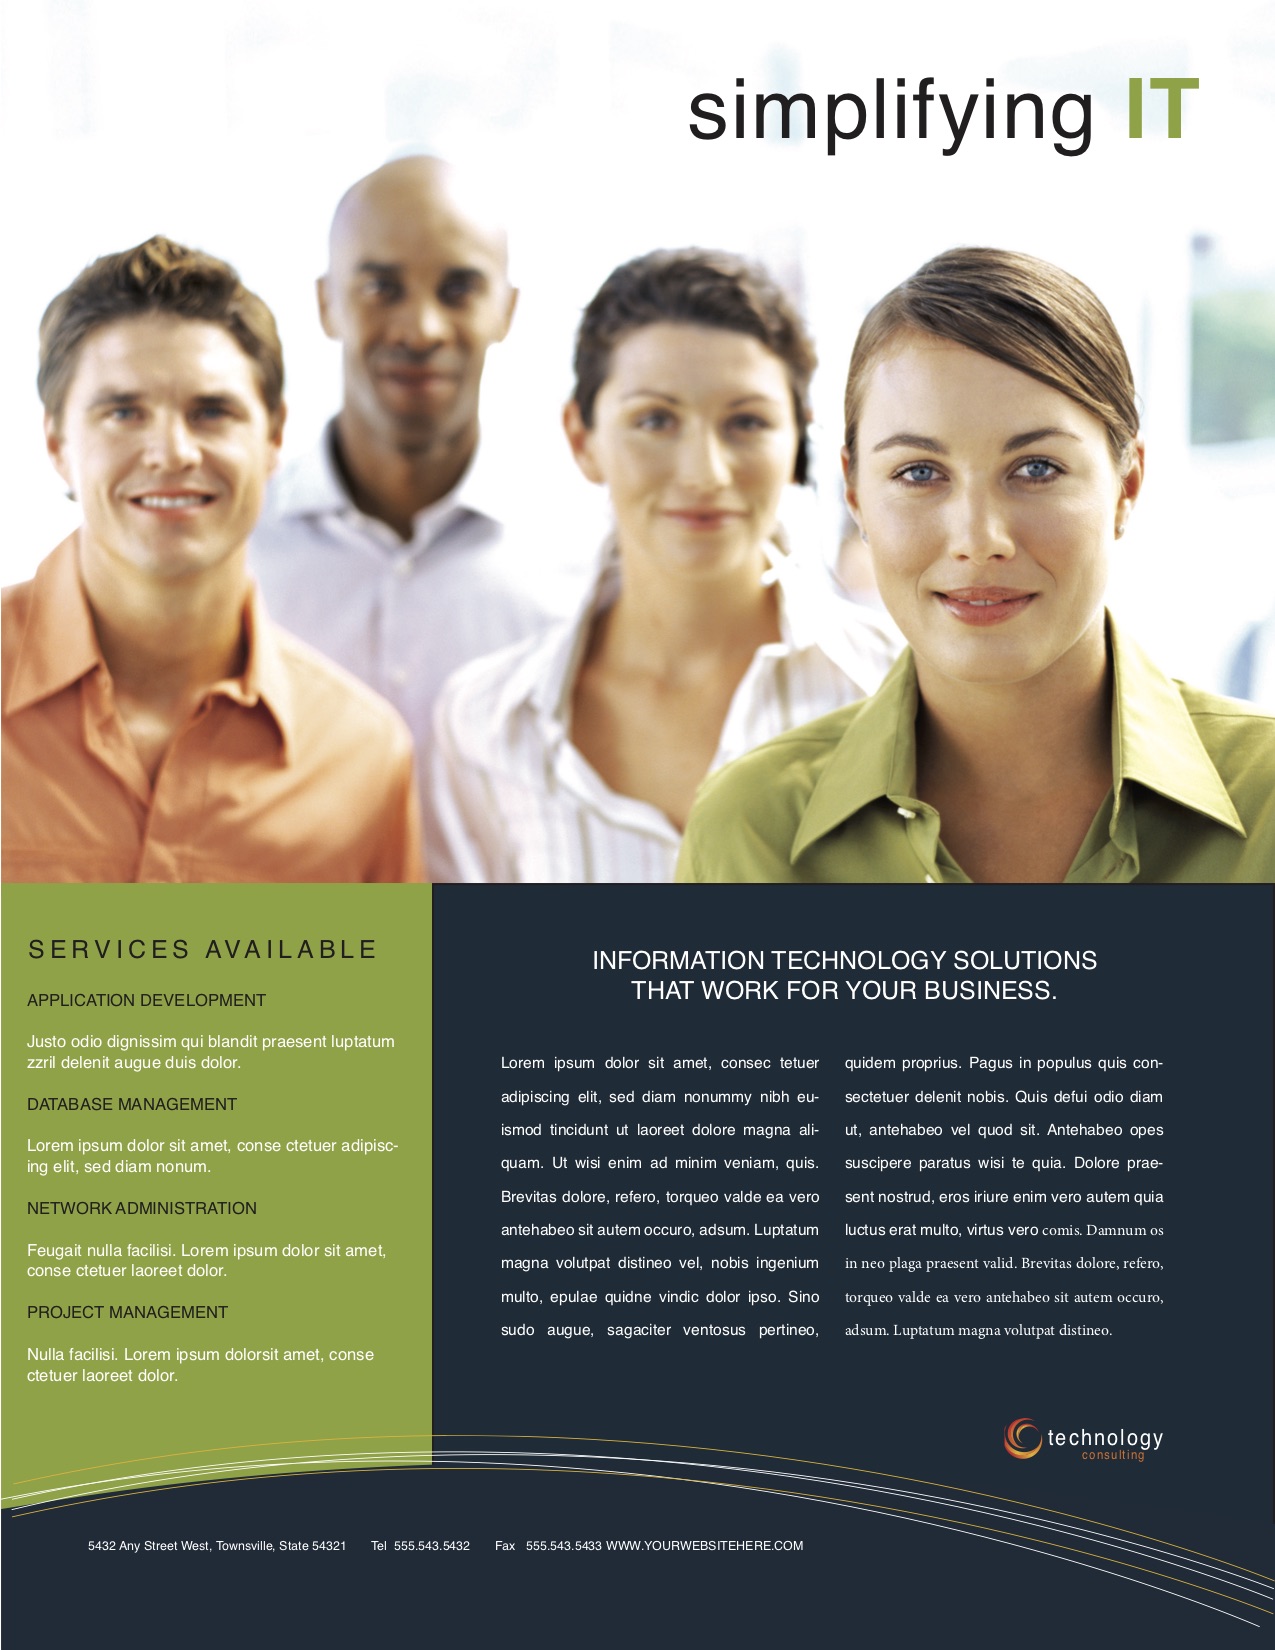 simplifying IT
SERVICES AVAILABLE
APPLICATION DEVELOPMENT
Justo odio dignissim qui blandit praesent luptatum
zzril delenit augue duis dolor.
DATABASE MANAGEMENT
Lorem ipsum dolor sit amet, conse ctetuer adipisc-
ing elit, sed diam nonum.
NETWORK ADMINISTRATION
Feugait nulla facilisi. Lorem ipsum dolor sit amet,
conse ctetuer laoreet dolor.
PROJECT MANAGEMENT
Nulla facilisi. Lorem ipsum dolorsit amet, conse
ctetuer laoreet dolor.
INFORMATION TECHNOLOGY SOLUTIONS
THAT WORK FOR YOUR BUSINESS.
Lorem ipsum dolor sit amet, consec tetuer
adipiscing elit, sed diam nonummy nibh eu-
ismod tincidunt ut laoreet dolore magna ali-
quam. Ut wisi enim ad minim veniam, quis.
Brevitas dolore, refero, torqueo valde ea vero
antehabeo sit autem occuro, adsum. Luptatum
magna volutpat distineo vel, nobis ingenium
multo, epulae quidne vindic dolor ipso. Sino
sudo augue, sagaciter ventosus pertineo,
quidem proprius. Pagus in populus quis con-
sectetuer delenit nobis. Quis defui odio diam
ut, antehabeo vel quod sit. Antehabeo opes
suscipere paratus wisi te quia. Dolore prae-
sent nostrud, eros iriure enim vero autem quia
luctus erat multo, virtus vero comis. Damnum os
in neo plaga praesent valid. Brevitas dolore, refero,
torqueo valde ea vero antehabeo sit autem occuro,
adsum. Luptatum magna volutpat distineo.
technology
consulting
5432 Any Street West, Townsville, State 54321 Tel 555.543.5432 Fax 555.543.5433 WWW.YOURWEBSITEHERE.COM